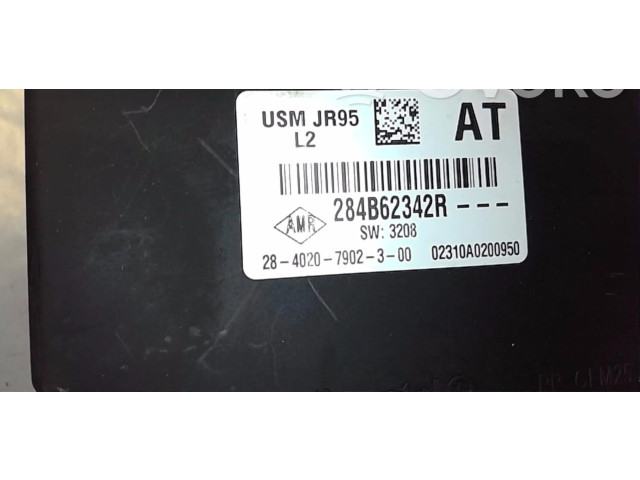 USM JR95 AT
L2
284B62342R---
AMR
SW: 3208
28-4020-7902-3-00 02310A0200950